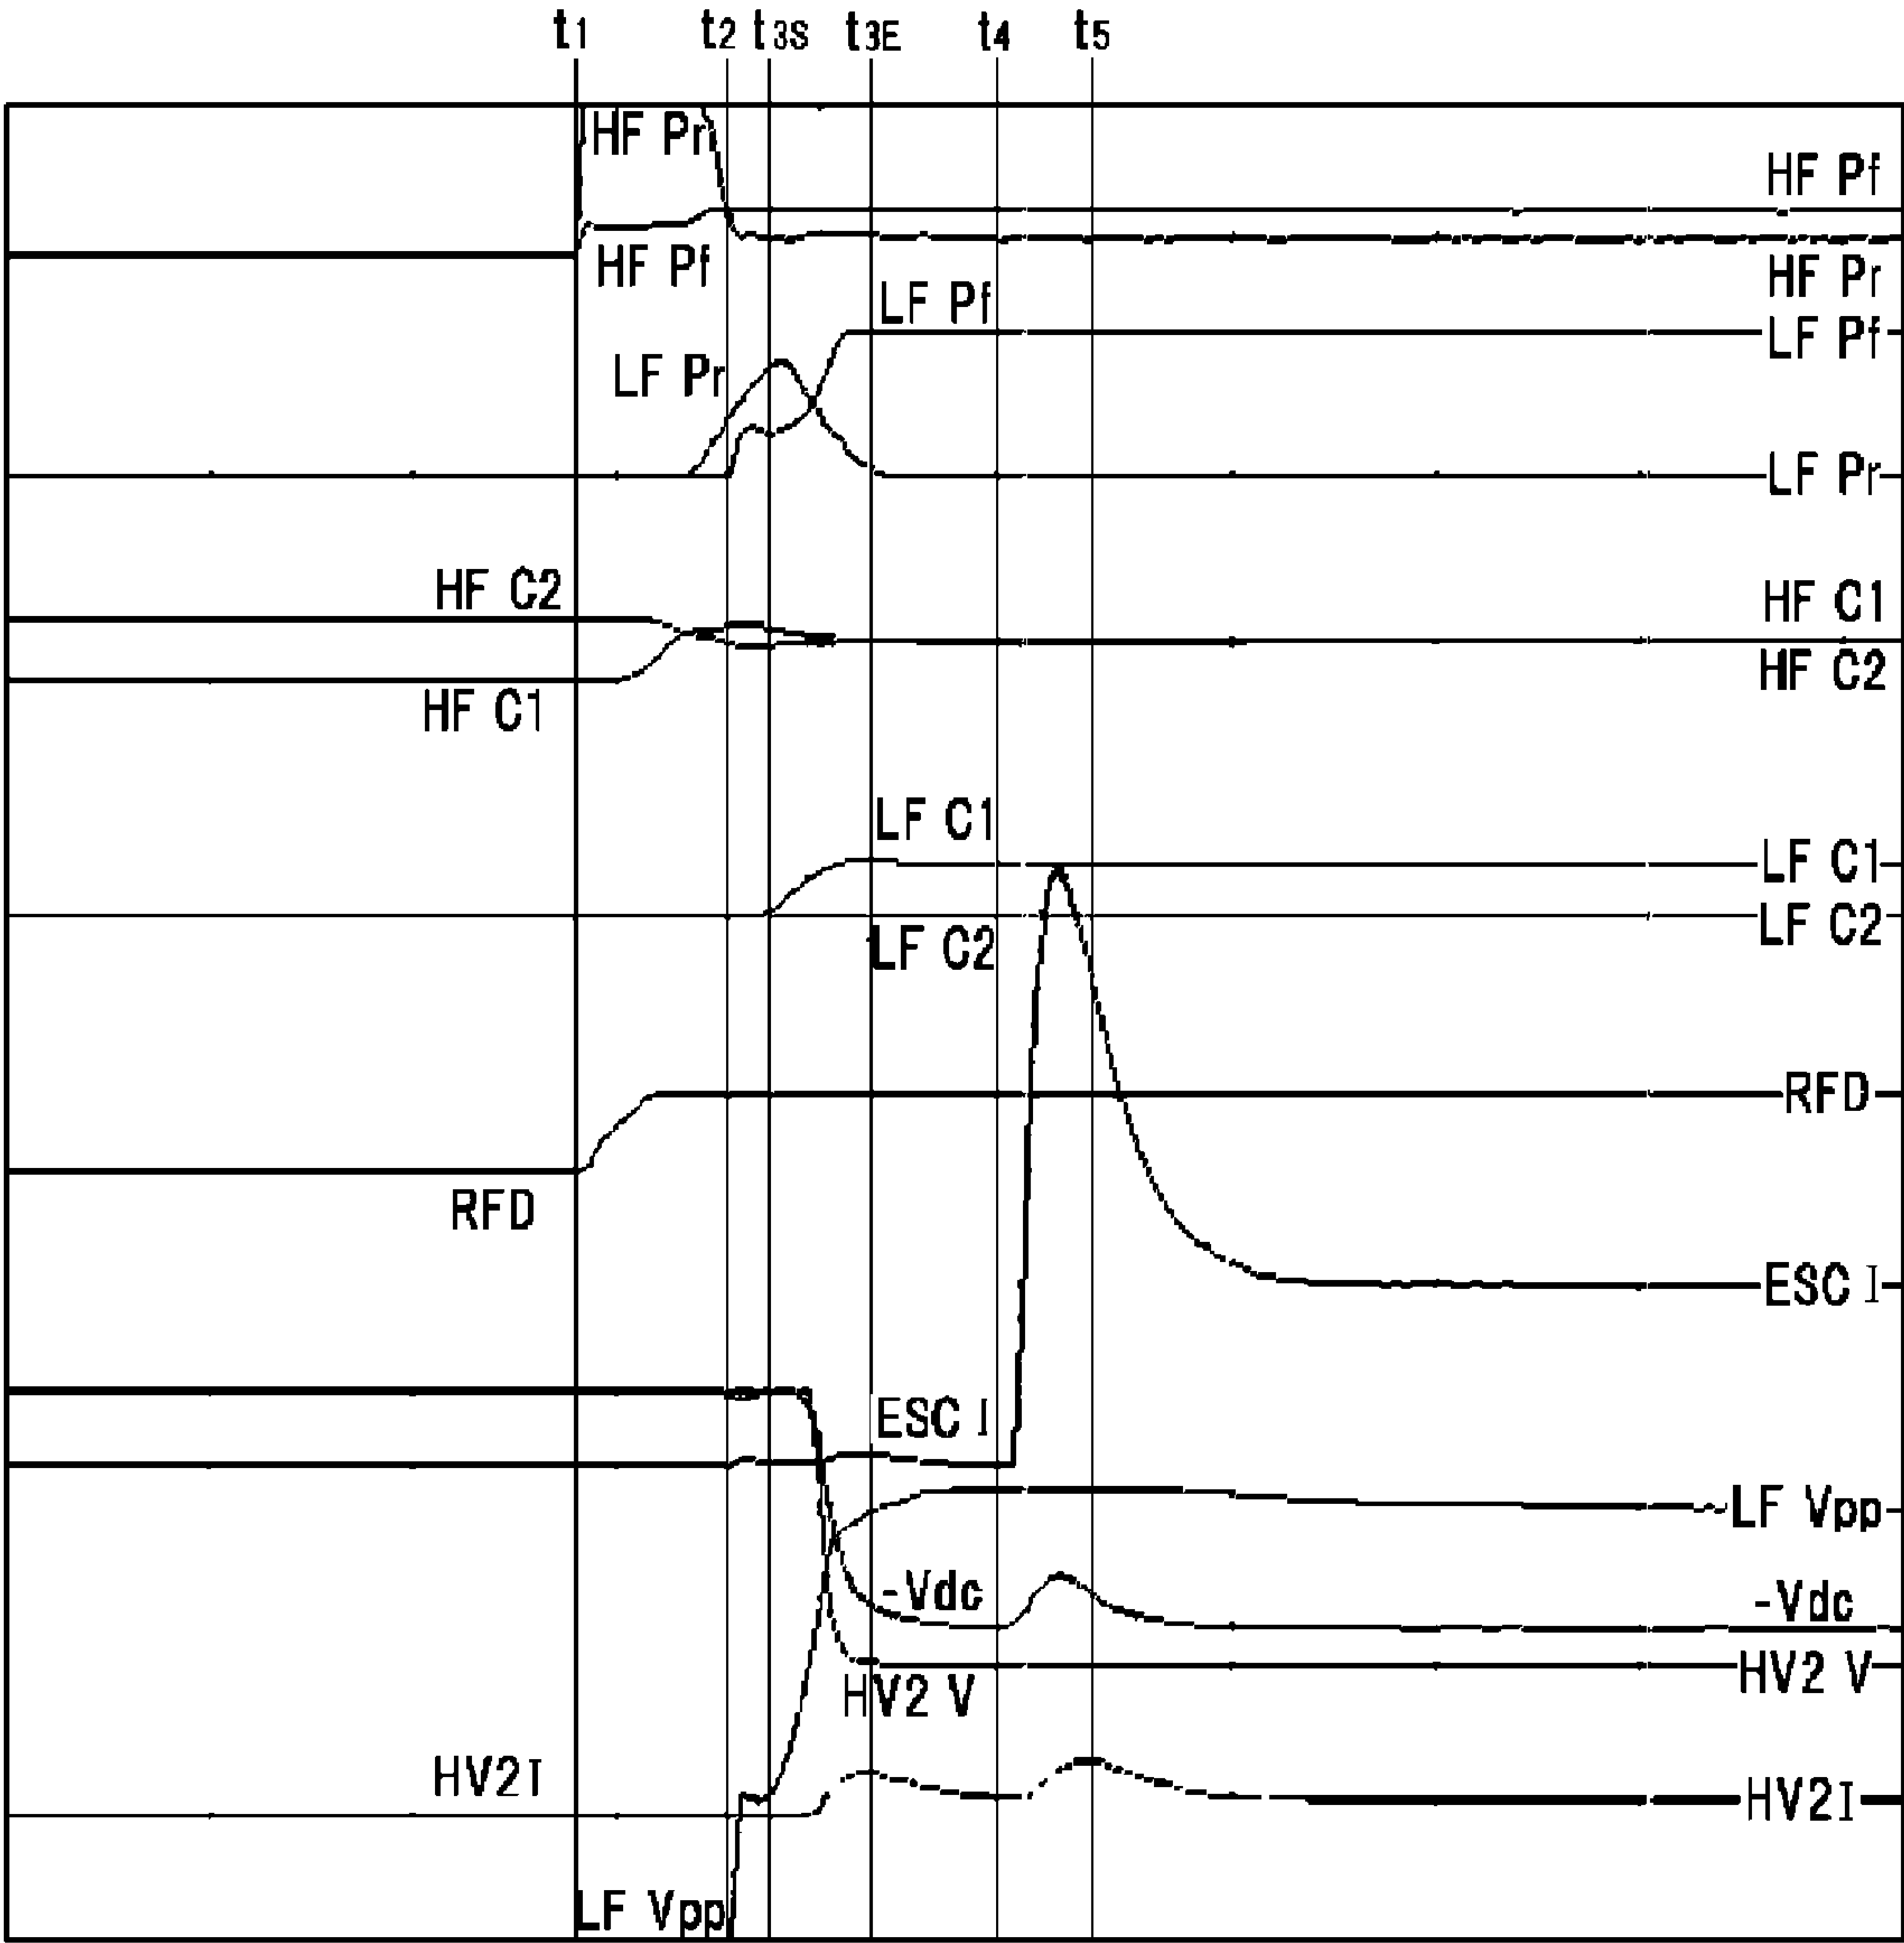 t1 t2 t3S t3E t4 t5
HF Pr
HF Pf
HF Pf
HF Pr
LF Pf
LF Pf
LF Pr
LF Pr
HF C2
HF C1
HF C2
HF C1
LF C1
LF C1
LF C2
LF C2
RFD
RFD
ESC I
ESC I
LF Vpp
-Vdc
-Vdc
HV2 V
HV2 V
HV2I
HV2I
LF Vpp